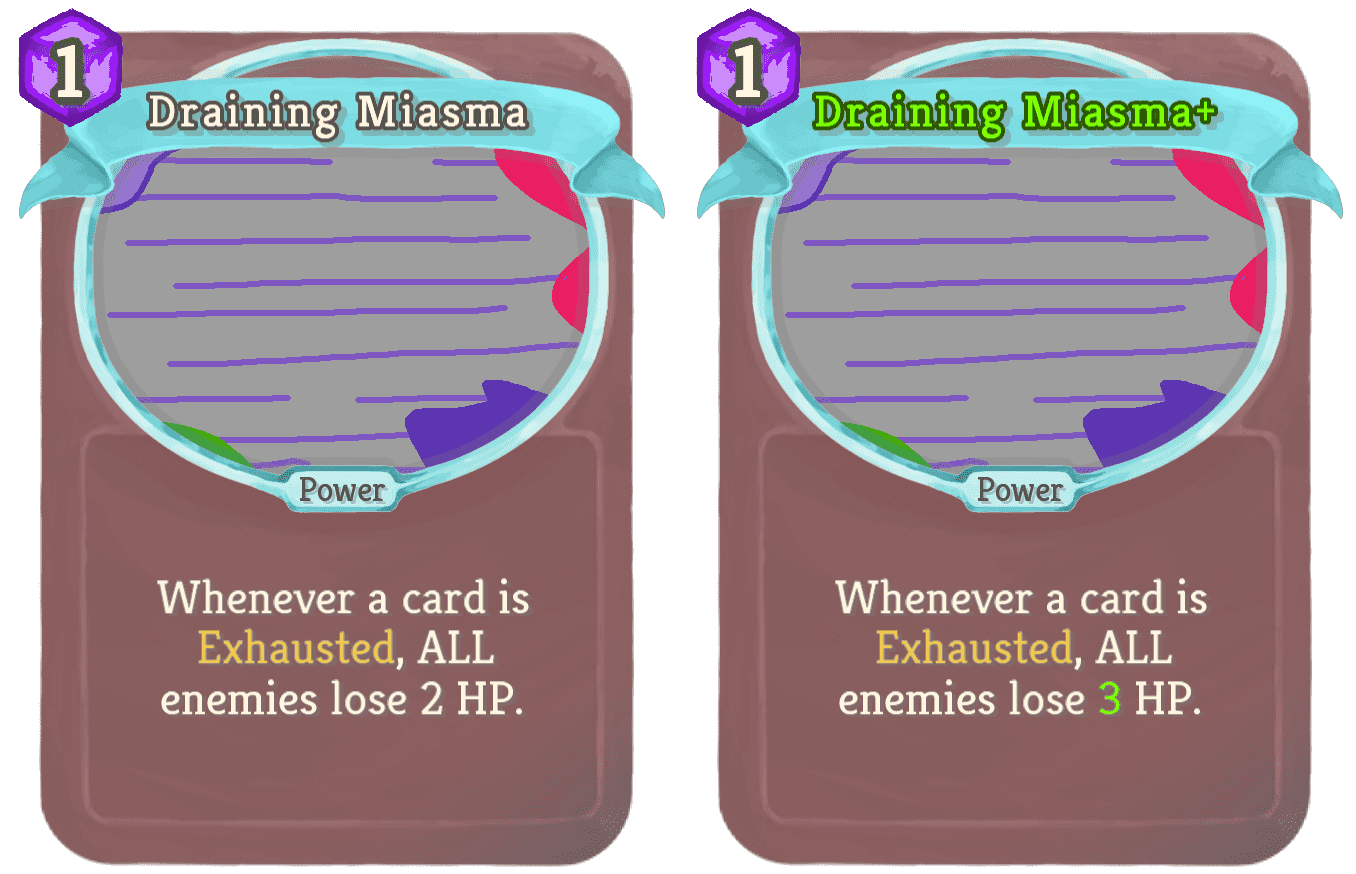 1
Draining Miasma
Power
Whenever a card is
Exhausted, ALL
enemies lose 2 HP.
1
Draining Miasma+
Power
Whenever a card is
Exhausted, ALL
enemies lose 3 HP.